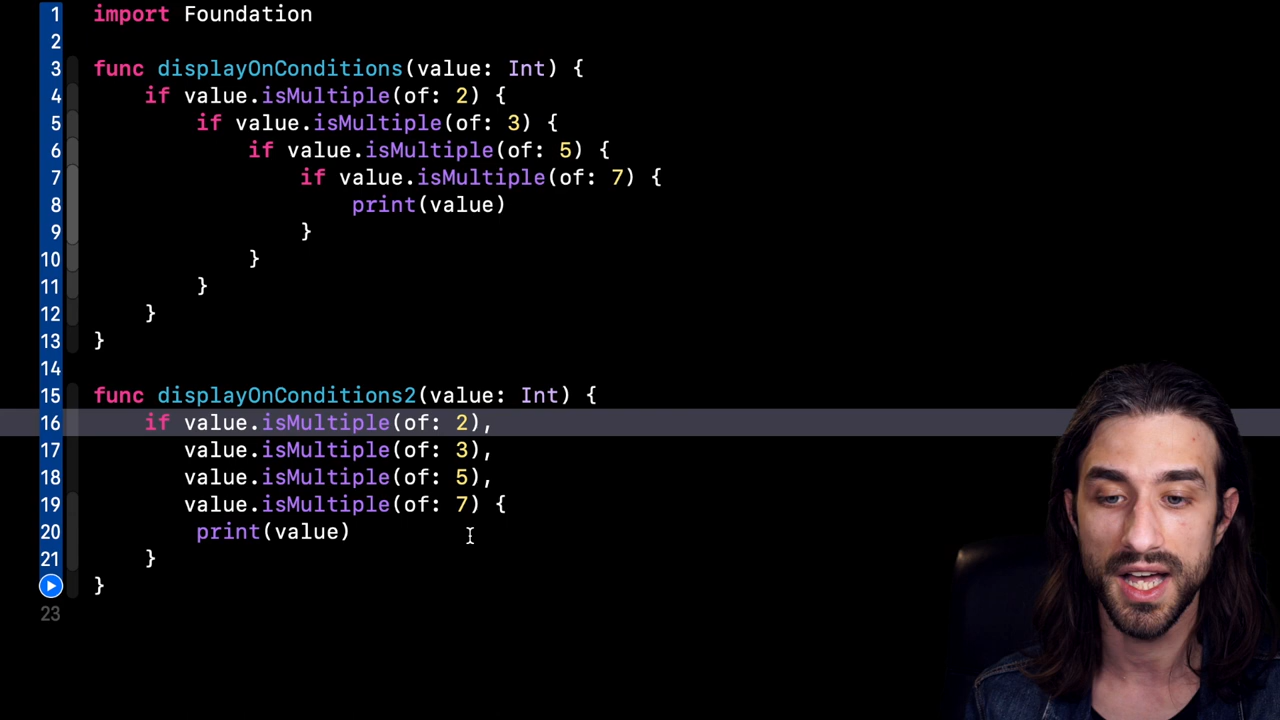 1 import Foundation
2
3 func displayOnConditions(value: Int) {
4     if value.isMultiple(of: 2) {
5         if value.isMultiple(of: 3) {
6             if value.isMultiple(of: 5) {
7                 if value.isMultiple(of: 7) {
8                     print(value)
9                 }
10             }
11         }
12     }
13 }
14
15 func displayOnConditions2(value: Int) {
16     if value.isMultiple(of: 2),
17        value.isMultiple(of: 3),
18        value.isMultiple(of: 5),
19        value.isMultiple(of: 7) {
20         print(value)
21     }
}
23